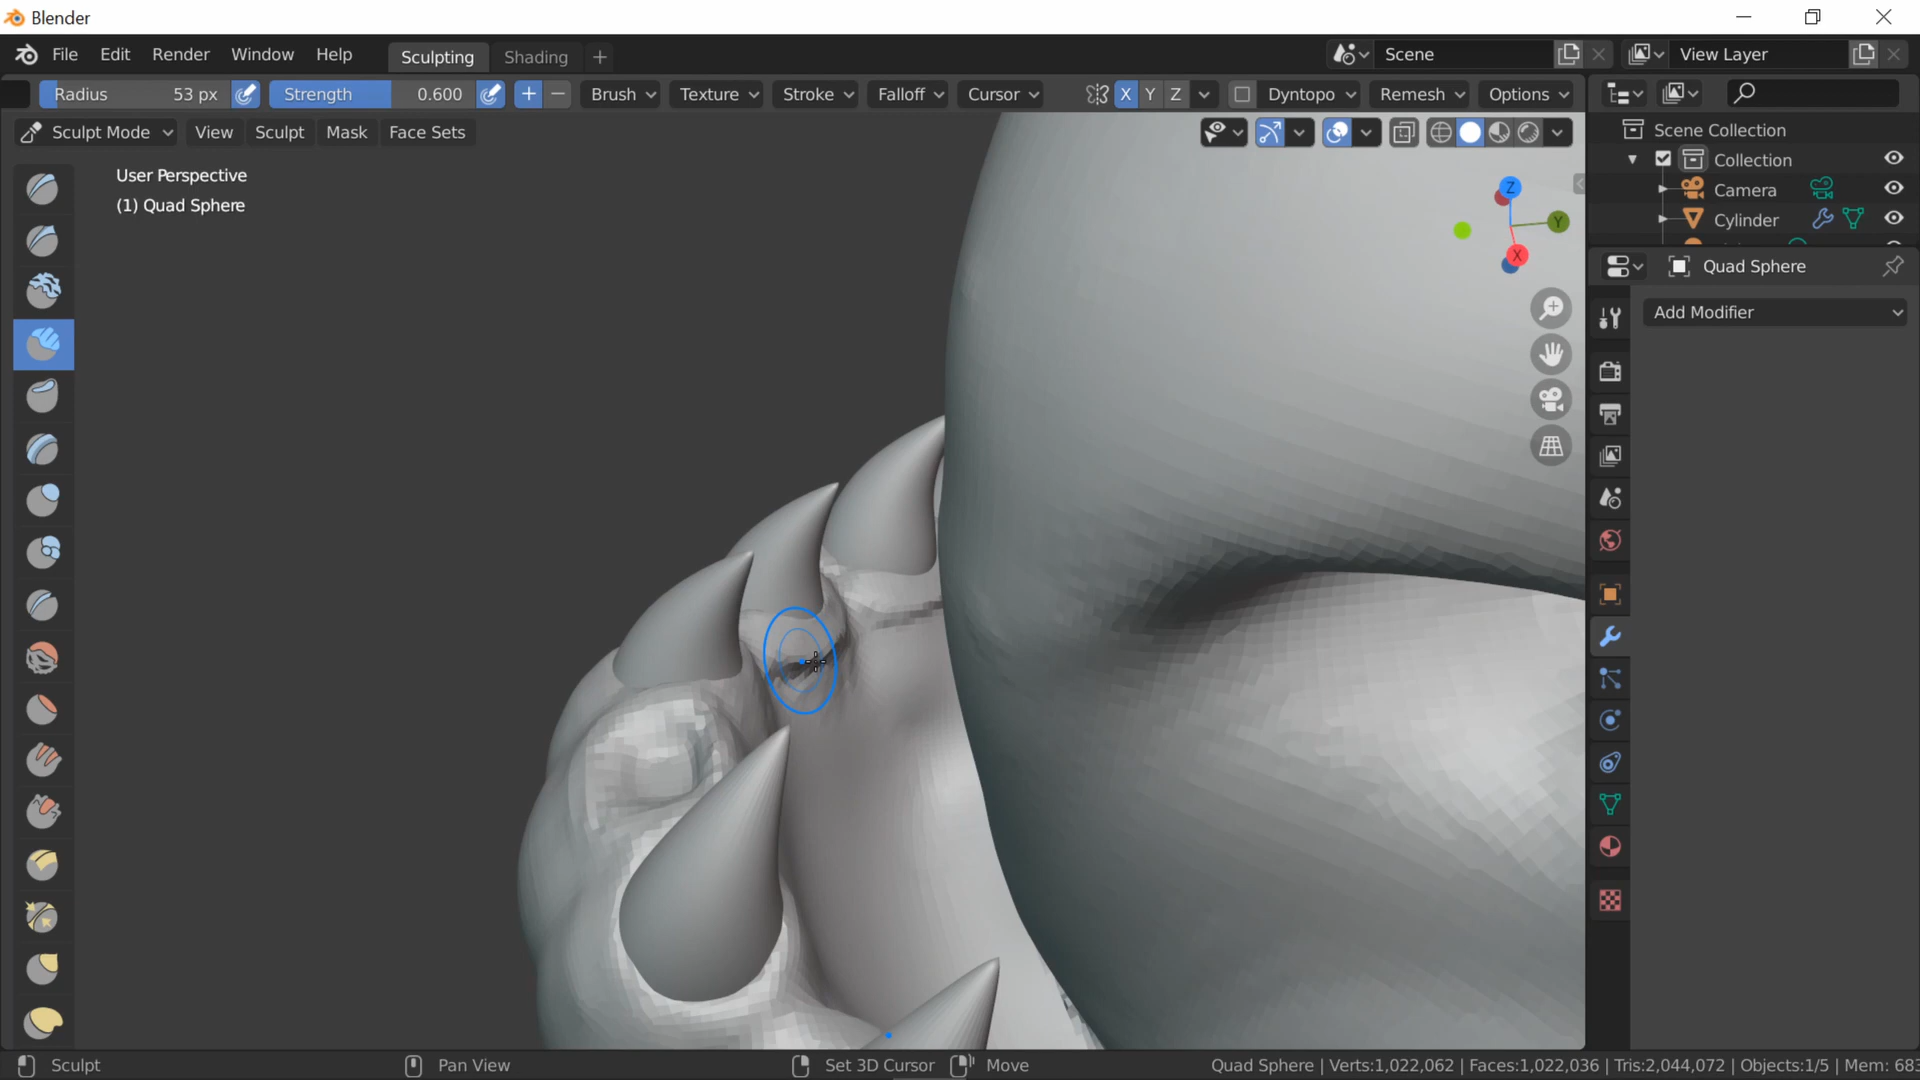 Blender
File Edit Render Window Help Sculpting Shading + Scene View Layer
Radius 53 px Strength 0.600 + − Brush Texture Stroke Falloff Cursor X Y Z Dyntopo Remesh Options
Sculpt Mode View Sculpt Mask Face Sets
Scene Collection
Collection
Camera
Cylinder
User Perspective
(1) Quad Sphere
Z
Y
X
Quad Sphere
Add Modifier
Sculpt Pan View Set 3D Cursor Move Quad Sphere | Verts:1,022,062 | Faces:1,022,036 | Tris:2,044,072 | Objects:1/5 | Mem: 683